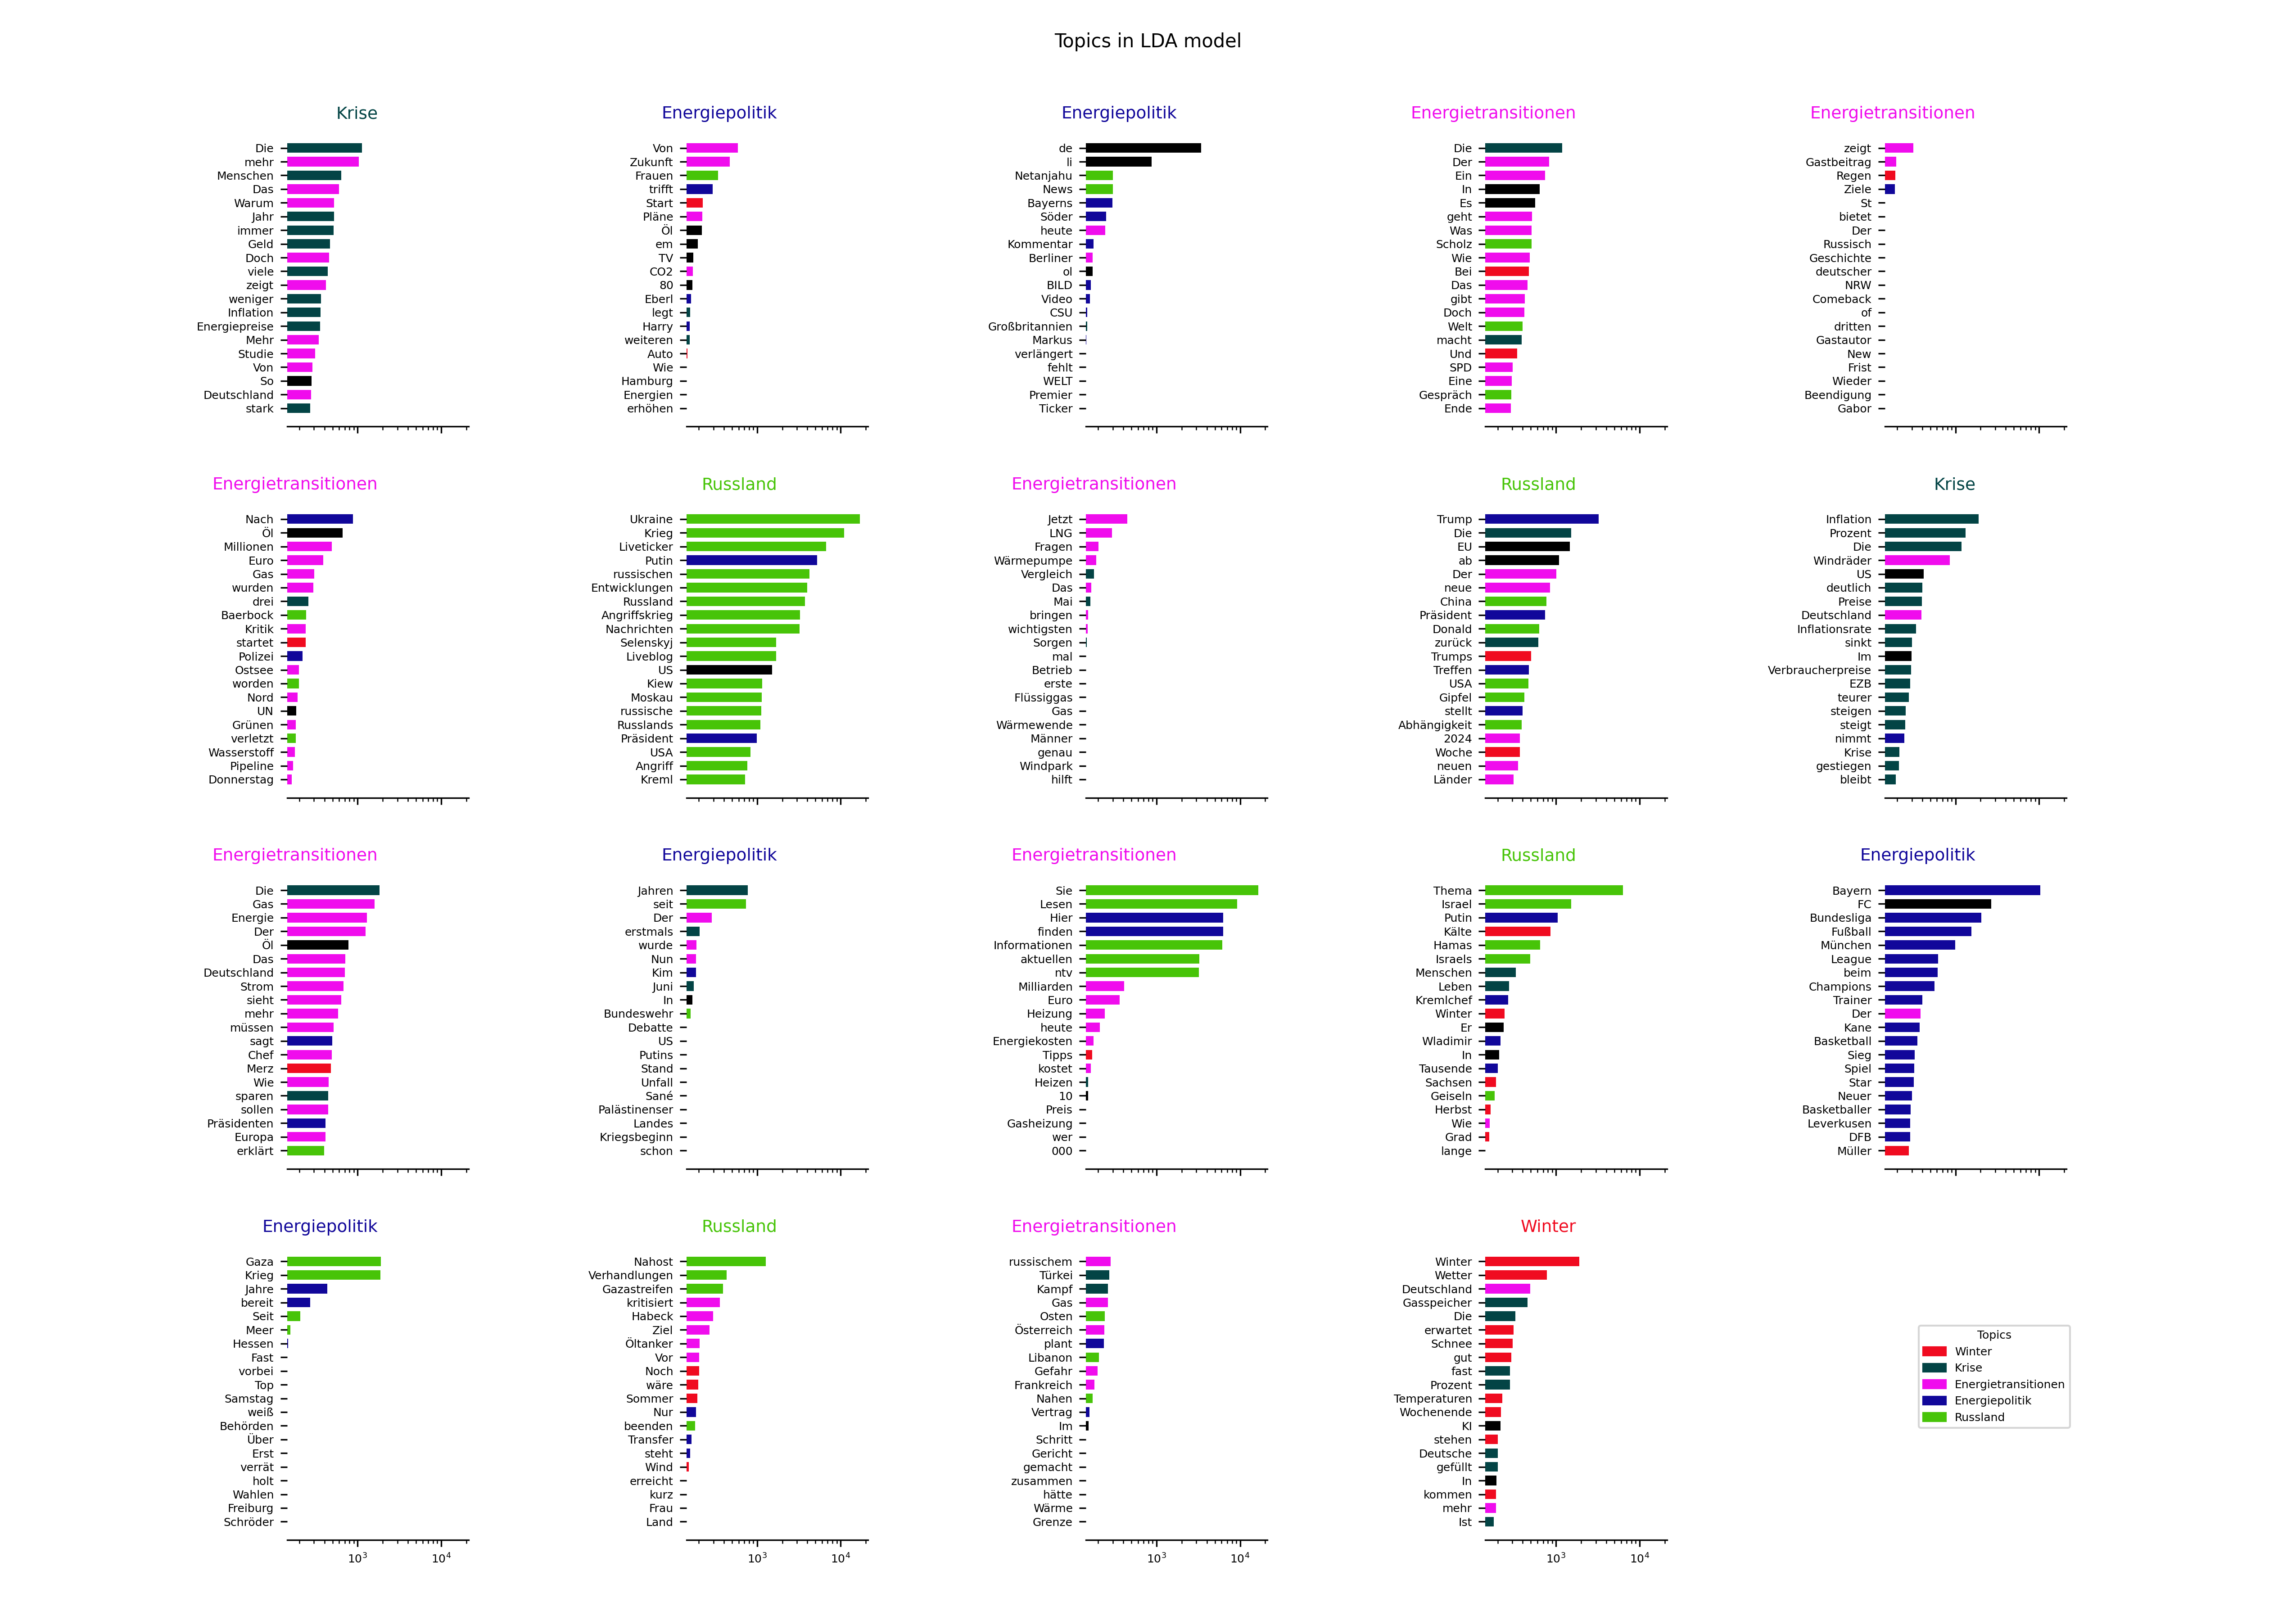 Topics in LDA model
Krise
Die
mehr
Menschen
Das
Warum
Jahr
immer
Geld
Doch
viele
zeigt
weniger
Inflation
Energiepreise
Mehr
Studie
Von
So
Deutschland
stark
Energiepolitik
Von
Zukunft
Frauen
trifft
Start
Pläne
Öl
em
TV
CO2
80
Eberl
legt
Harry
weiteren
Auto
Wie
Hamburg
Energien
erhöhen
Energiepolitik
de
li
Netanjahu
News
Bayerns
Söder
heute
Kommentar
Berliner
ol
BILD
Video
CSU
Großbritannien
Markus
verlängert
fehlt
WELT
Premier
Ticker
Energietransitionen
Die
Der
Ein
In
Es
geht
Was
Scholz
Wie
Bei
Das
gibt
Doch
Welt
macht
Und
SPD
Eine
Gespräch
Ende
Energietransitionen
zeigt
Gastbeitrag
Regen
Ziele
St
bietet
Der
Russisch
Geschichte
deutscher
NRW
Comeback
of
dritten
Gastautor
New
Frist
Wieder
Beendigung
Gabor
Energietransitionen
Nach
Öl
Millionen
Euro
Gas
wurden
drei
Baerbock
Kritik
startet
Polizei
Ostsee
worden
Nord
UN
Grünen
verletzt
Wasserstoff
Pipeline
Donnerstag
Russland
Ukraine
Krieg
Liveticker
Putin
russischen
Entwicklungen
Russland
Angriffskrieg
Nachrichten
Selenskyj
Liveblog
US
Kiew
Moskau
russische
Russlands
Präsident
USA
Angriff
Kreml
Energietransitionen
Jetzt
LNG
Fragen
Wärmepumpe
Vergleich
Das
Mai
bringen
wichtigsten
Sorgen
mal
Betrieb
erste
Flüssiggas
Gas
Wärmewende
Männer
genau
Windpark
hilft
Russland
Trump
Die
EU
ab
Der
neue
China
Präsident
Donald
zurück
Trumps
Treffen
USA
Gipfel
stellt
Abhängigkeit
2024
Woche
neuen
Länder
Krise
Inflation
Prozent
Die
Windräder
US
deutlich
Preise
Deutschland
Inflationsrate
sinkt
Im
Verbraucherpreise
EZB
teurer
steigen
steigt
nimmt
Krise
gestiegen
bleibt
Energietransitionen
Die
Gas
Energie
Der
Öl
Das
Deutschland
Strom
sieht
mehr
müssen
sagt
Chef
Merz
Wie
sparen
sollen
Präsidenten
Europa
erklärt
Energiepolitik
Jahren
seit
Der
erstmals
wurde
Nun
Kim
Juni
In
Bundeswehr
Debatte
US
Putins
Stand
Unfall
Sané
Palästinenser
Landes
Kriegsbeginn
schon
Energietransitionen
Sie
Lesen
Hier
finden
Informationen
aktuellen
ntv
Milliarden
Euro
Heizung
heute
Energiekosten
Tipps
kostet
Heizen
10
Preis
Gasheizung
wer
000
Russland
Thema
Israel
Putin
Kälte
Hamas
Israels
Menschen
Leben
Kremlchef
Winter
Er
Wladimir
In
Tausende
Sachsen
Geiseln
Herbst
Wie
Grad
lange
Energiepolitik
Bayern
FC
Bundesliga
Fußball
München
League
beim
Champions
Trainer
Der
Kane
Basketball
Sieg
Spiel
Star
Neuer
Basketballer
Leverkusen
DFB
Müller
Energiepolitik
Gaza
Krieg
Jahre
bereit
Seit
Meer
Hessen
Fast
vorbei
Top
Samstag
weiß
Behörden
Über
Erst
verrät
holt
Wahlen
Freiburg
Schröder
10³ 10⁴
Russland
Nahost
Verhandlungen
Gazastreifen
kritisiert
Habeck
Ziel
Öltanker
Vor
Noch
wäre
Sommer
Nur
beenden
Transfer
steht
Wind
erreicht
kurz
Frau
Land
10³ 10⁴
Energietransitionen
russischem
Türkei
Kampf
Gas
Osten
Österreich
plant
Libanon
Gefahr
Frankreich
Nahen
Vertrag
Im
Schritt
Gericht
gemacht
zusammen
hätte
Wärme
Grenze
10³ 10⁴
Winter
Winter
Wetter
Deutschland
Gasspeicher
Die
erwartet
Schnee
gut
fast
Prozent
Temperaturen
Wochenende
KI
stehen
Deutsche
gefüllt
In
kommen
mehr
Ist
10³ 10⁴
Topics
Winter
Krise
Energietransitionen
Energiepolitik
Russland